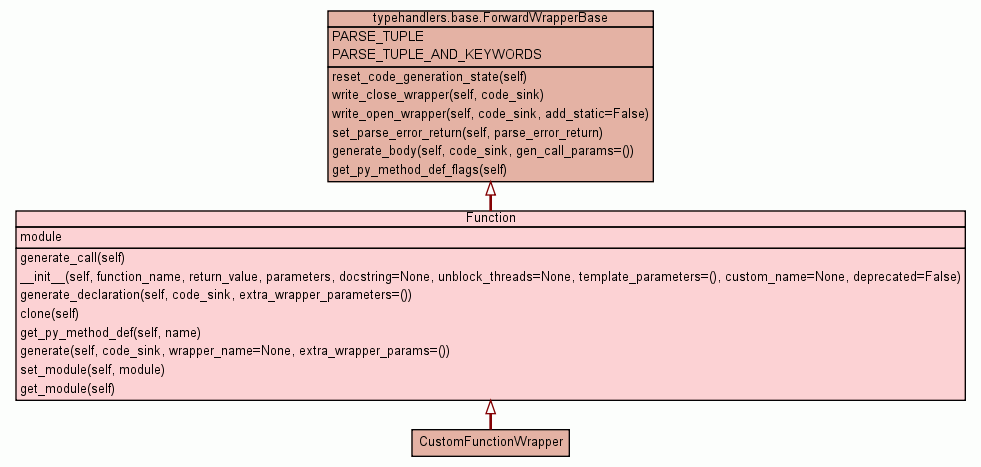 typehandlers.base.ForwardWrapperBase
PARSE_TUPLE
PARSE_TUPLE_AND_KEYWORDS
reset_code_generation_state(self)
write_close_wrapper(self, code_sink)
write_open_wrapper(self, code_sink, add_static=False)
set_parse_error_return(self, parse_error_return)
generate_body(self, code_sink, gen_call_params=())
get_py_method_def_flags(self)
Function
module
generate_call(self)
__init__(self, function_name, return_value, parameters, docstring=None, unblock_threads=None, template_parameters=(), custom_name=None, deprecated=False)
generate_declaration(self, code_sink, extra_wrapper_parameters=())
clone(self)
get_py_method_def(self, name)
generate(self, code_sink, wrapper_name=None, extra_wrapper_params=())
set_module(self, module)
get_module(self)
CustomFunctionWrapper